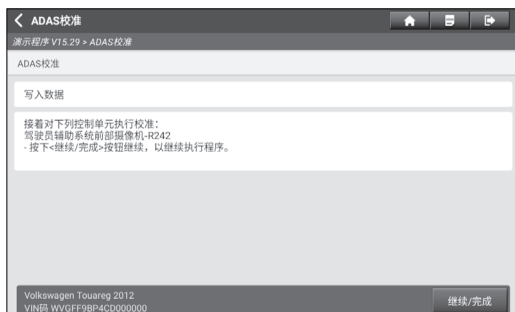 ADAS校准
演示程序 V15.29 > ADAS校准
ADAS校准
写入数据
接着对下列控制单元执行校准：
驾驶员辅助系统前部摄像机-R242
- 按下<继续/完成>按钮继续，以继续执行程序。
Volkswagen Touareg 2012
VIN码 WVGFF9BP4CD000000
继续/完成